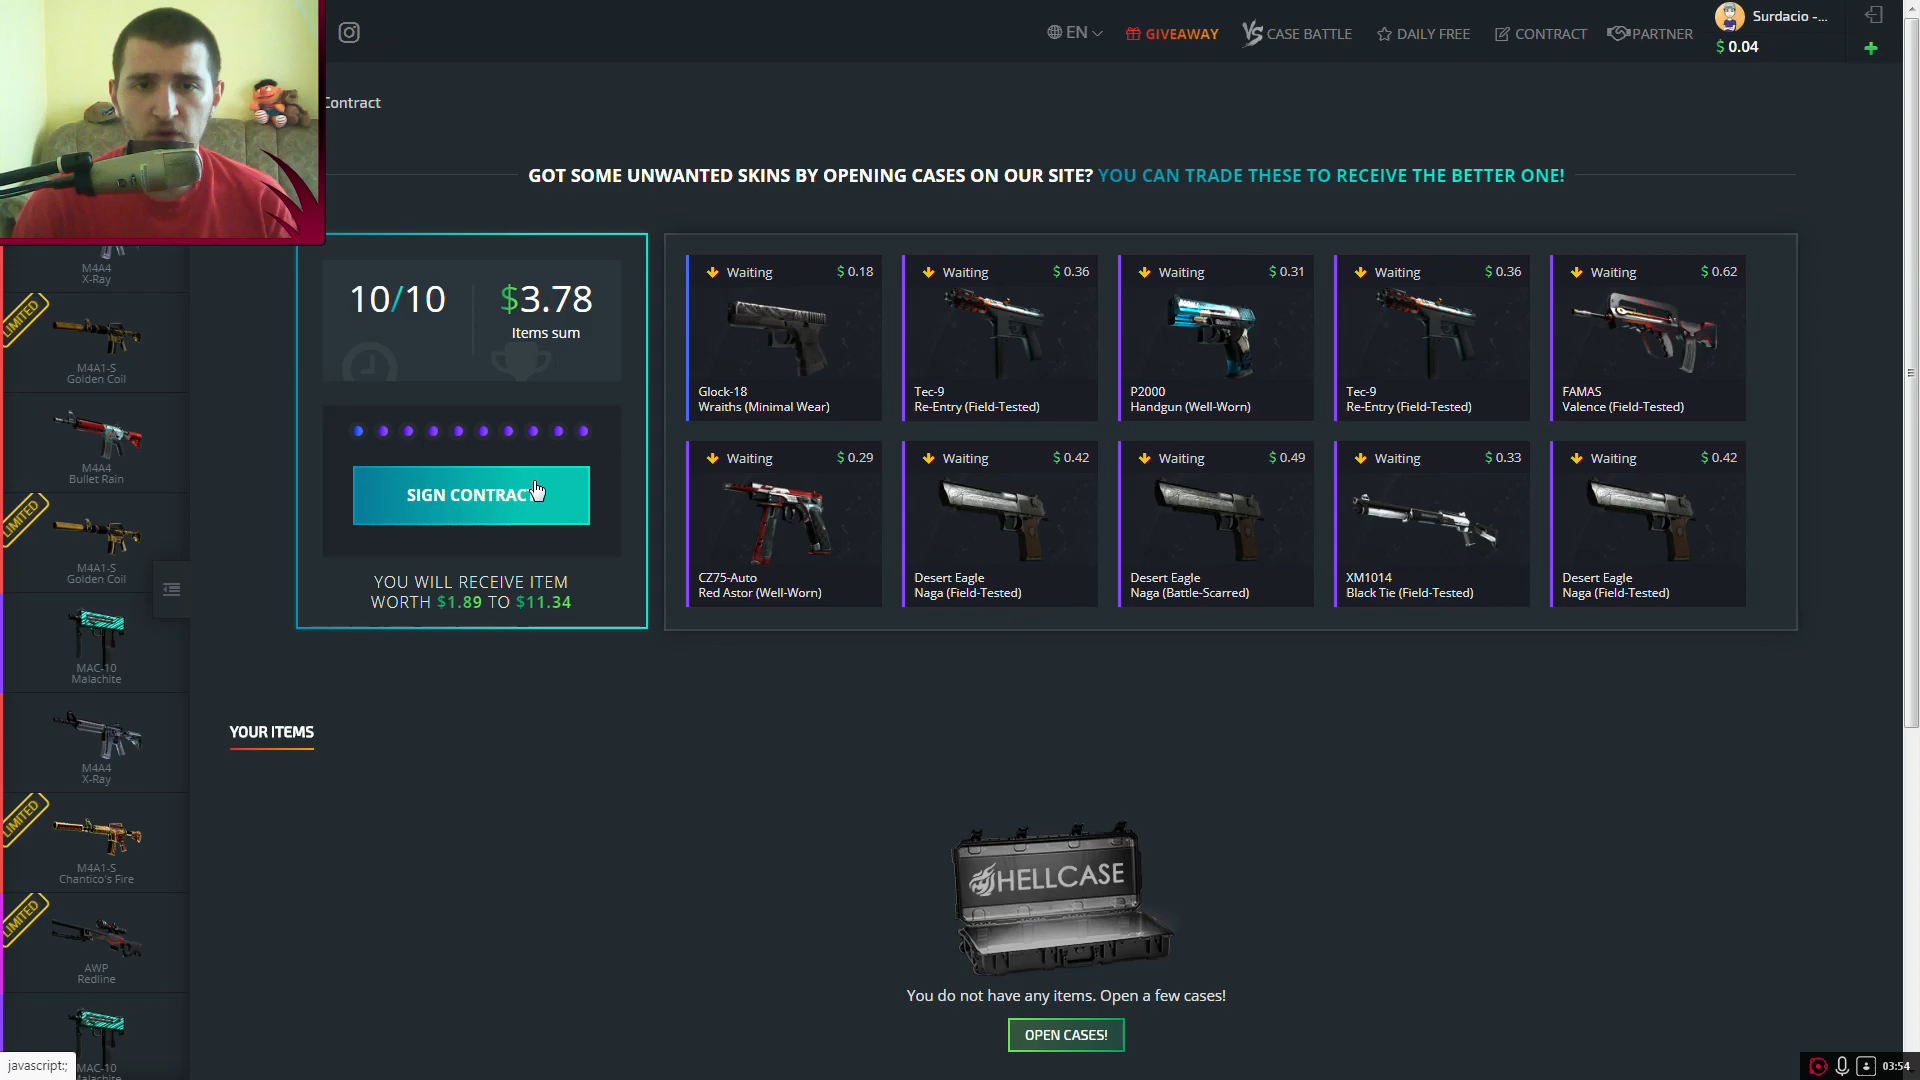 EN
GIVEAWAY
VS CASE BATTLE
DAILY FREE
CONTRACT
PARTNER
Surdacio -...
$ 0.04
Contract
GOT SOME UNWANTED SKINS BY OPENING CASES ON OUR SITE? YOU CAN TRADE THESE TO RECEIVE THE BETTER ONE!
10/10
$3.78
Items sum
SIGN CONTRAC
YOU WILL RECEIVE ITEM
WORTH $1.89 TO $11.34
Waiting $ 0.18
Glock-18
Wraiths (Minimal Wear)
Waiting $ 0.36
Tec-9
Re-Entry (Field-Tested)
Waiting $ 0.31
P2000
Handgun (Well-Worn)
Waiting $ 0.36
Tec-9
Re-Entry (Field-Tested)
Waiting $ 0.62
FAMAS
Valence (Field-Tested)
Waiting $ 0.29
CZ75-Auto
Red Astor (Well-Worn)
Waiting $ 0.42
Desert Eagle
Naga (Field-Tested)
Waiting $ 0.49
Desert Eagle
Naga (Battle-Scarred)
Waiting $ 0.33
XM1014
Black Tie (Field-Tested)
Waiting $ 0.42
Desert Eagle
Naga (Field-Tested)
M4A4
X-Ray
LIMITED
M4A1-S
Golden Coil
M4A4
Bullet Rain
LIMITED
M4A1-S
Golden Coil
MAC-10
Malachite
M4A4
X-Ray
LIMITED
M4A1-S
Chantico's Fire
LIMITED
AWP
Redline
MAC-10
Malachite
YOUR ITEMS
HELLCASE
You do not have any items. Open a few cases!
OPEN CASES!
javascript:;
03:54